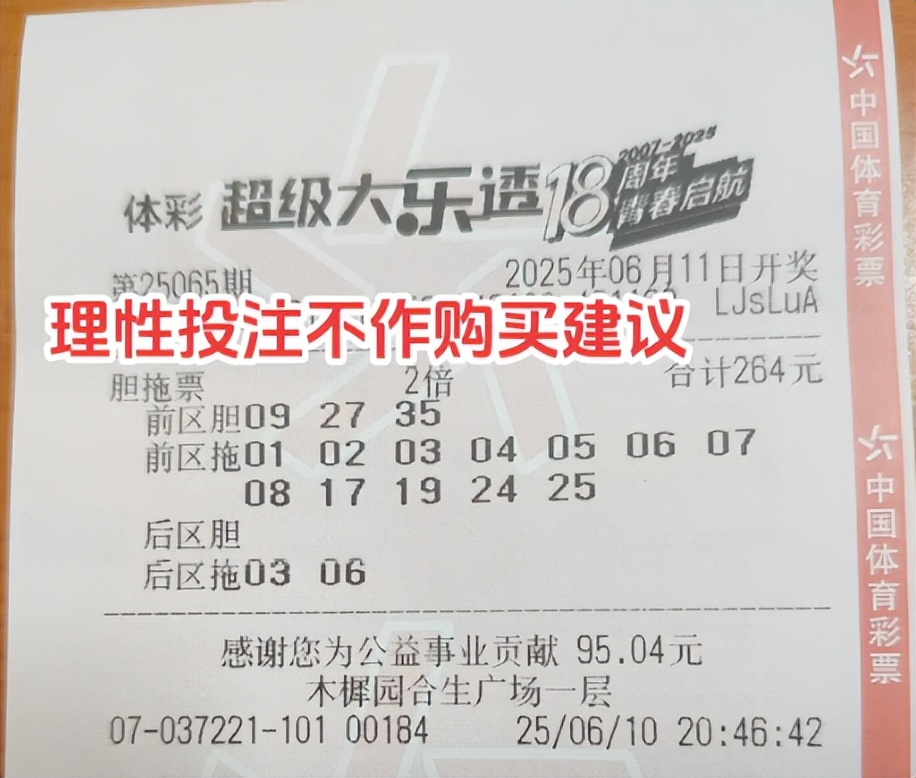 2007-2025
体彩 超级大乐透 18 周年
青春启航
第25065期 2025年06月11日开奖
LJsLuA
理性投注不作购买建议
胆拖票 2倍 合计264元
前区胆09 27 35
前区拖01 02 03 04 05 06 07
08 17 19 24 25
后区胆
后区拖03 06
感谢您为公益事业贡献 95.04元
木樨园合生广场一层
07-037221-101 00184 25/06/10 20:46:42
中国体育彩票
中国体育彩票